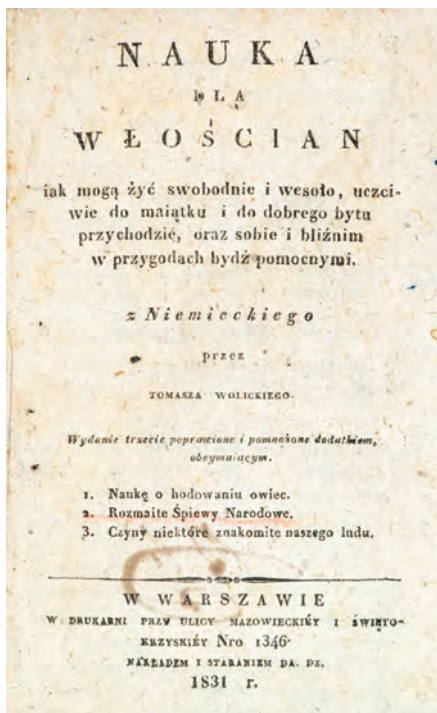 NAUKA
DLA
WŁOŚCIAN
iak mogą żyć swobodnie i wesoło, uczci-
wie do maiątku i do dobrego bytu
przychodzić, oraz sobie i bliźnim
w przygodach bydź pomocnymi.
z Niemieckiego
przez
TOMASZA WOLICKIEGO.
Wydanie trzecie poprawione i pomnożone dodatkiem,
obeymuiącym.
1. Naukę o hodowaniu owiec.
2. Rozmaite Śpiewy Narodowe.
3. Czyny niektóre znakomite naszego ludu.
W WARSZAWIE
W DRUKARNI PRZY ULICY MAZOWIECKIÉY I ŚWIĘTO-
KRZYSKIÉY Nro 1346.
NAKŁADEM I STARANIEM DA. DZ.
1831 r.